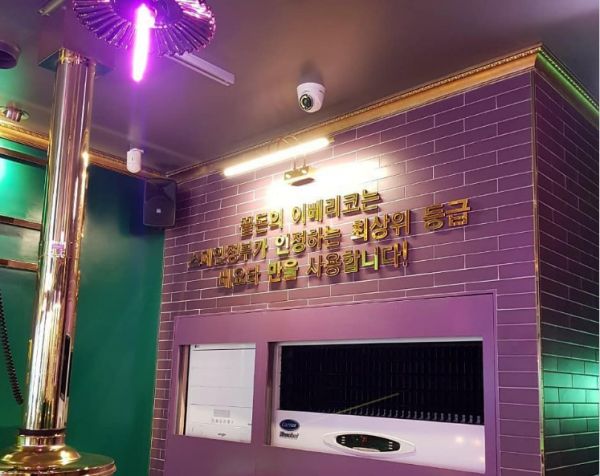 골든의 이베리코는
스페인정부가 인정하는 최상위 등급
베요타 만을 사용합니다!
Carrier